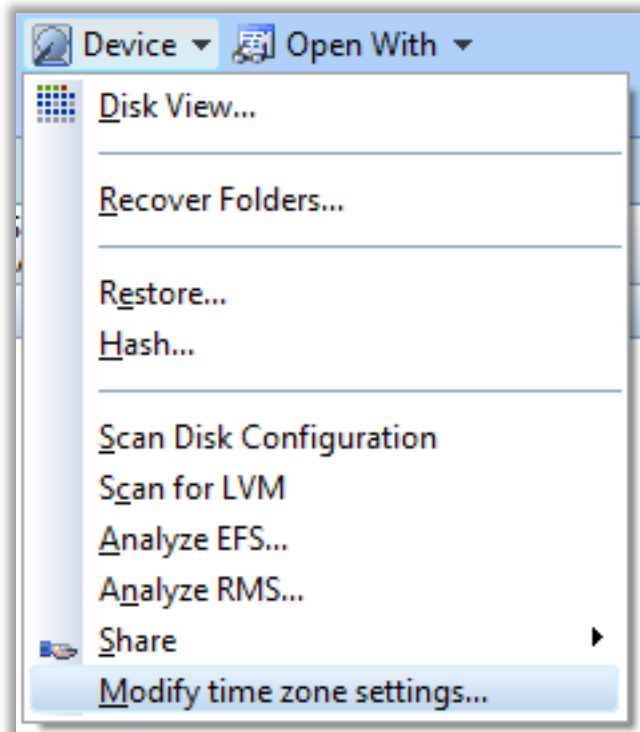 Device Open With
Disk View...
Recover Folders...
Restore...
Hash...
Scan Disk Configuration
Scan for LVM
Analyze EFS...
Analyze RMS...
Share
Modify time zone settings...